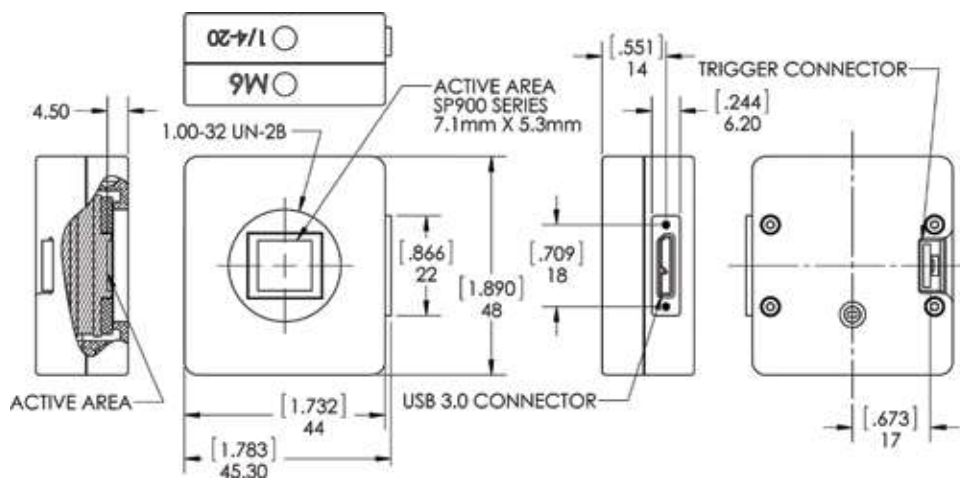 1/4-20
M6
4.50
1.00-32 UN-2B
ACTIVE AREA
SP900 SERIES
7.1mm X 5.3mm
[.551]
14
TRIGGER CONNECTOR
[.244]
6.20
[.866]
22
[1.890]
48
[.709]
18
ACTIVE AREA
[1.732]
44
[1.783]
45.30
USB 3.0 CONNECTOR
[.673]
17